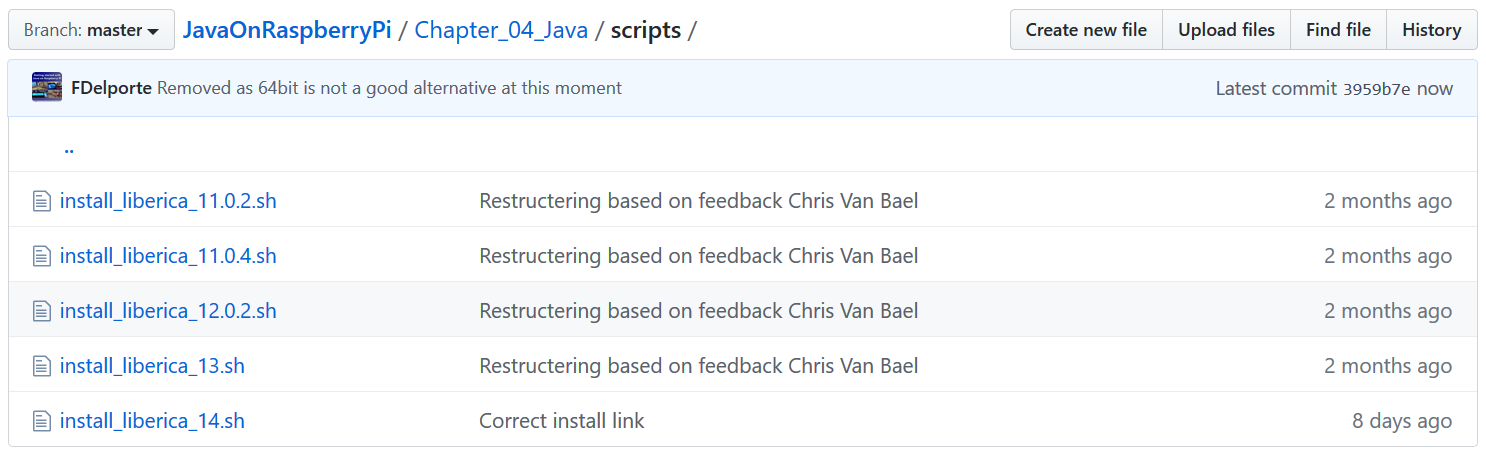 Branch: master JavaOnRaspberryPi / Chapter_04_Java / scripts / Create new file Upload files Find file History
FDelporte Removed as 64bit is not a good alternative at this moment Latest commit 3959b7e now
..
install_liberica_11.0.2.sh Restructering based on feedback Chris Van Bael 2 months ago
install_liberica_11.0.4.sh Restructering based on feedback Chris Van Bael 2 months ago
install_liberica_12.0.2.sh Restructering based on feedback Chris Van Bael 2 months ago
install_liberica_13.sh Restructering based on feedback Chris Van Bael 2 months ago
install_liberica_14.sh Correct install link 8 days ago